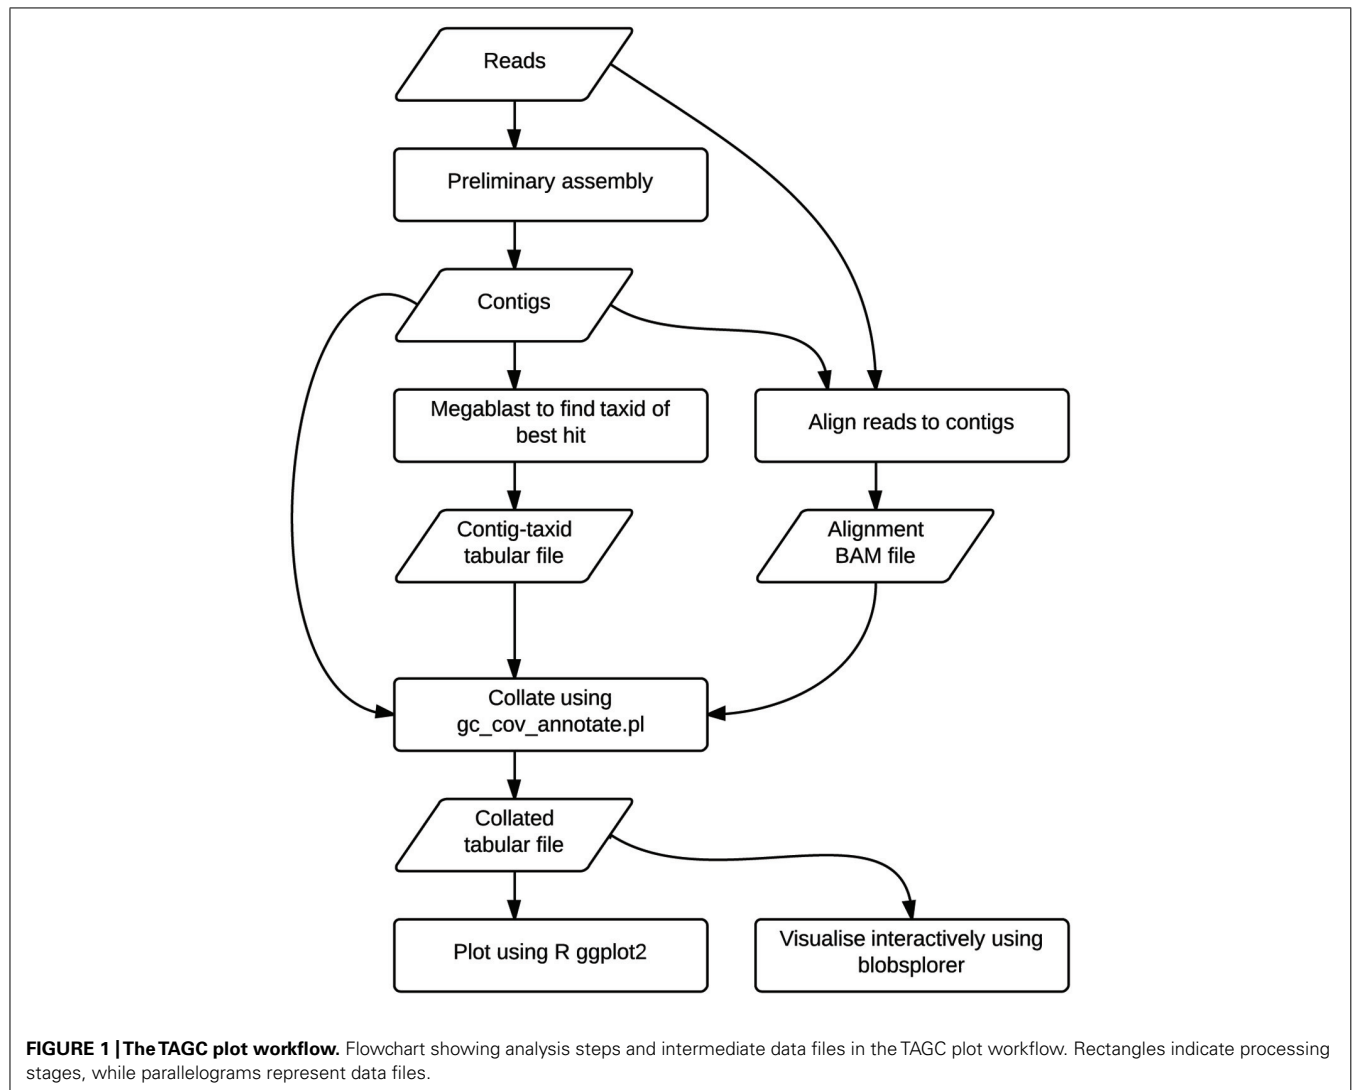 Reads
Preliminary assembly
Contigs
Megablast to find taxid of
best hit
Align reads to contigs
Contig-taxid
tabular file
Alignment
BAM file
Collate using
gc_cov_annotate.pl
Collated
tabular file
Plot using R ggplot2
Visualise interactively using
blobsplorer
FIGURE 1 | The TAGC plot workflow. Flowchart showing analysis steps and intermediate data files in the TAGC plot workflow. Rectangles indicate processing
stages, while parallelograms represent data files.